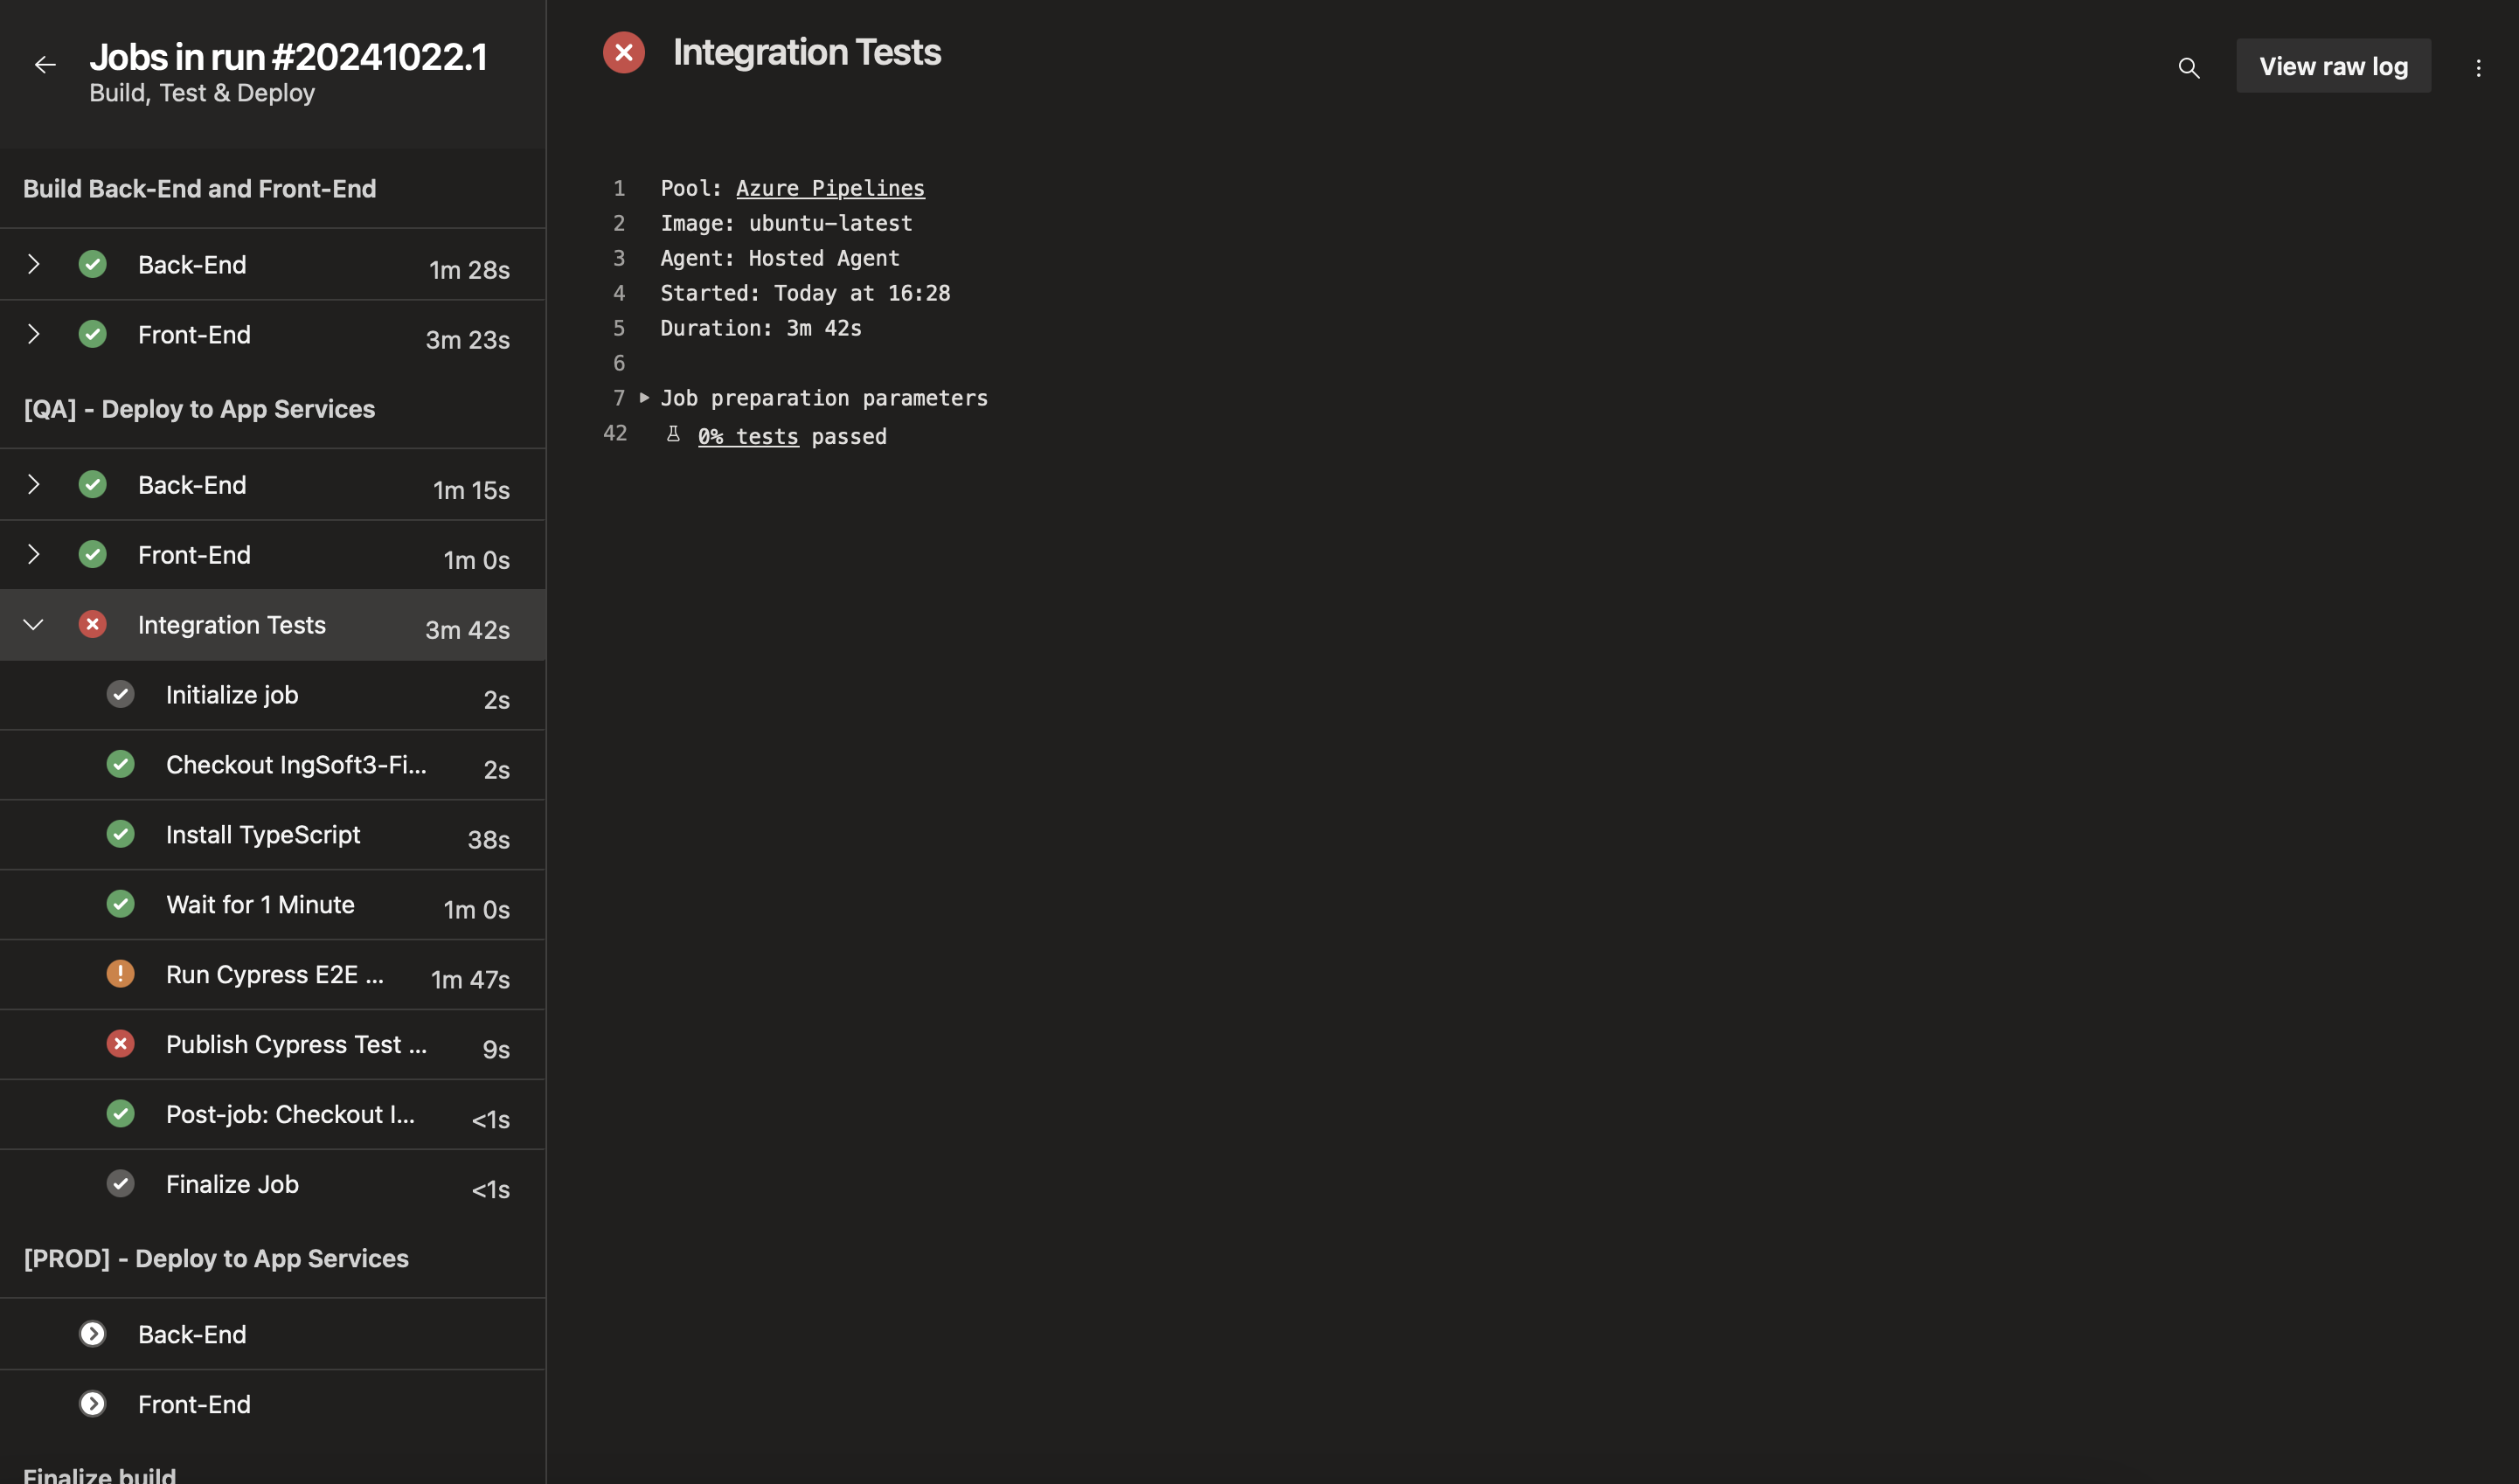 Jobs in run #20241022.1
Build, Test & Deploy
Build Back-End and Front-End
Back-End 1m 28s
Front-End 3m 23s
[QA] - Deploy to App Services
Back-End 1m 15s
Front-End 1m 0s
Integration Tests 3m 42s
Initialize job 2s
Checkout IngSoft3-Fi... 2s
Install TypeScript 38s
Wait for 1 Minute 1m 0s
Run Cypress E2E ... 1m 47s
Publish Cypress Test ... 9s
Post-job: Checkout I... <1s
Finalize Job <1s
[PROD] - Deploy to App Services
Back-End
Front-End
Finalize build
Integration Tests
View raw log
1 Pool: Azure Pipelines
2 Image: ubuntu-latest
3 Agent: Hosted Agent
4 Started: Today at 16:28
5 Duration: 3m 42s
6
7 Job preparation parameters
42 0% tests passed